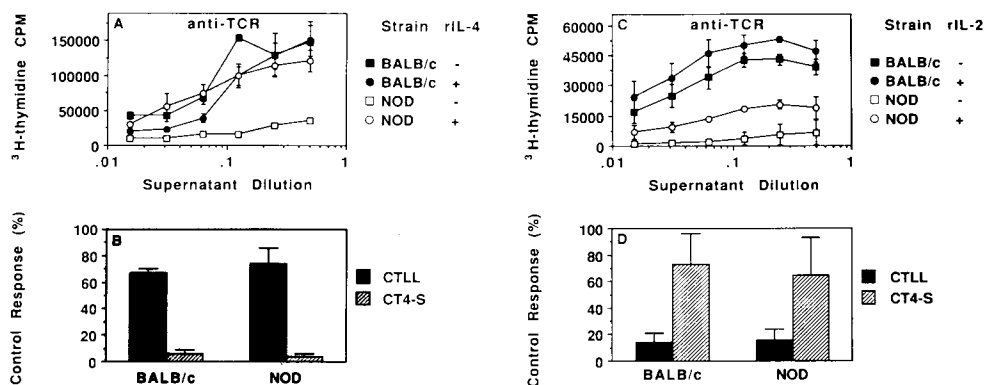 A anti-TCR
³H-thymidine CPM
150000
100000
50000
0
.01 .1 1
Supernatant Dilution
Strain rIL-4
BALB/c -
BALB/c +
NOD -
NOD +
C anti-TCR
³H-thymidine CPM
60000
45000
30000
15000
0
.01 .1 1
Supernatant Dilution
Strain rIL-2
BALB/c -
BALB/c +
NOD -
NOD +
B
Control Response (%)
100
80
60
40
20
0
BALB/c NOD
CTLL
CT4-S
D
Control Response (%)
100
80
60
40
20
0
BALB/c NOD
CTLL
CT4-S